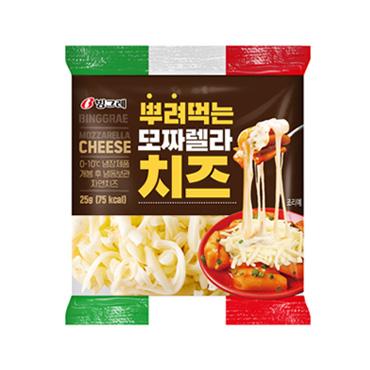 빙그레
BINGGRAE
MOZZARELLA
CHEESE
0-10℃ 냉장제품
개봉 후 냉동보관
자연치즈
25g (75 kcal)
뿌려먹는
모짜렐라
치즈
조리예